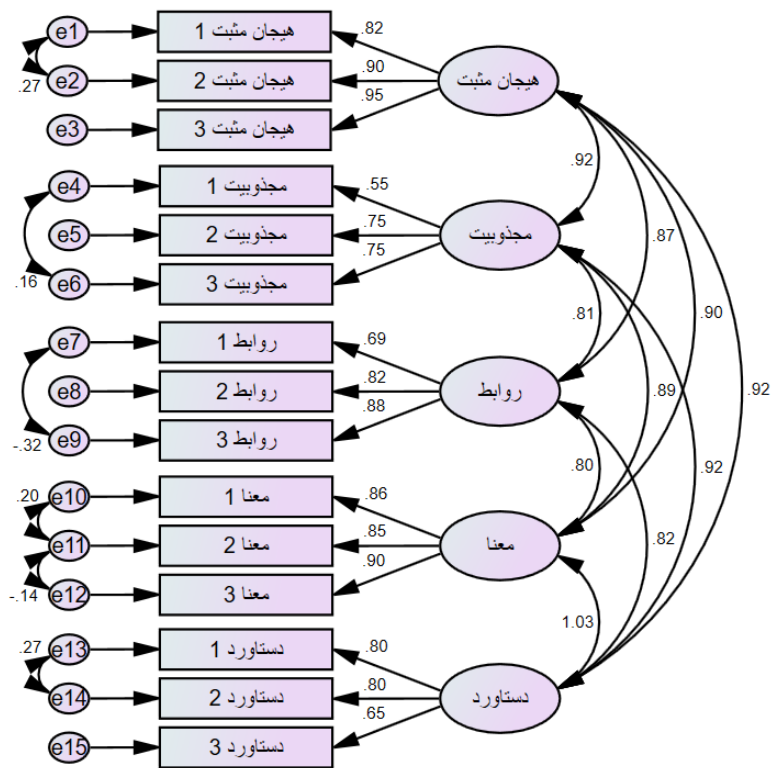 e1
هیجان مثبت 1
.82
.27
e2
هیجان مثبت 2
.90
هیجان مثبت
e3
هیجان مثبت 3
.95
.92
e4
مجذوبیت 1
.55
e5
مجذوبیت 2
.75
مجذوبیت
.87
.16
e6
مجذوبیت 3
.75
.81
.90
e7
روابط 1
.69
e8
روابط 2
.82
روابط
.89
.92
-.32
e9
روابط 3
.88
.80
.92
.20
e10
معنا 1
.86
e11
معنا 2
.85
معنا
.82
-.14
e12
معنا 3
.90
1.03
.27
e13
دستاورد 1
.80
e14
دستاورد 2
.80
دستاورد
e15
دستاورد 3
.65